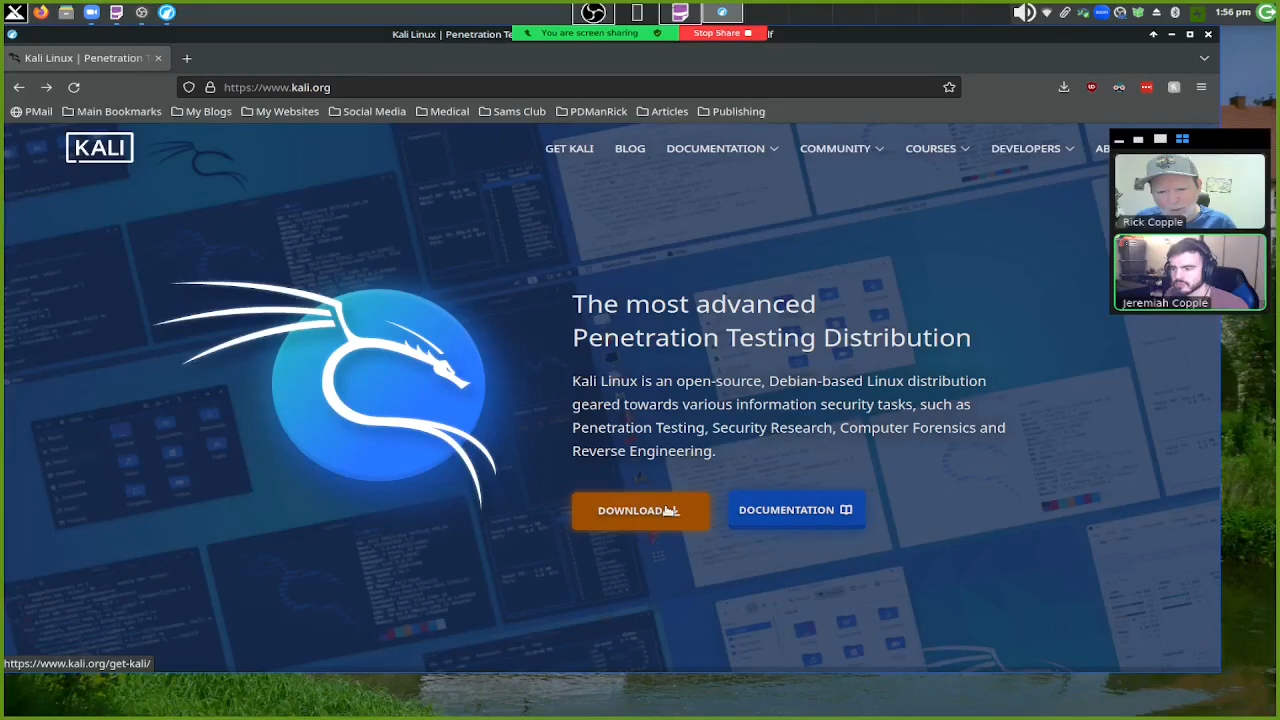 1:56 pm
Kali Linux | Penetration Te
You are screen sharing
Stop Share
lf
Kali Linux | Penetration
https://www.kali.org
PMail
Main Bookmarks
My Blogs
My Websites
Social Media
Medical
Sams Club
PDManRick
Articles
Publishing
KALI
GET KALI
BLOG
DOCUMENTATION
COMMUNITY
COURSES
DEVELOPERS
AB
Rick Copple
Jeremiah Copple
The most advanced
Penetration Testing Distribution
Kali Linux is an open-source, Debian-based Linux distribution
geared towards various information security tasks, such as
Penetration Testing, Security Research, Computer Forensics and
Reverse Engineering.
DOWNLOAD
DOCUMENTATION
https://www.kali.org/get-kali/